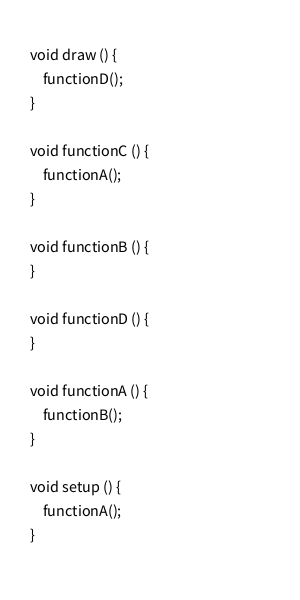 void draw () {
    functionD();
}

void functionC () {
    functionA();
}

void functionB () {
}

void functionD () {
}

void functionA () {
    functionB();
}

void setup () {
    functionA();
}